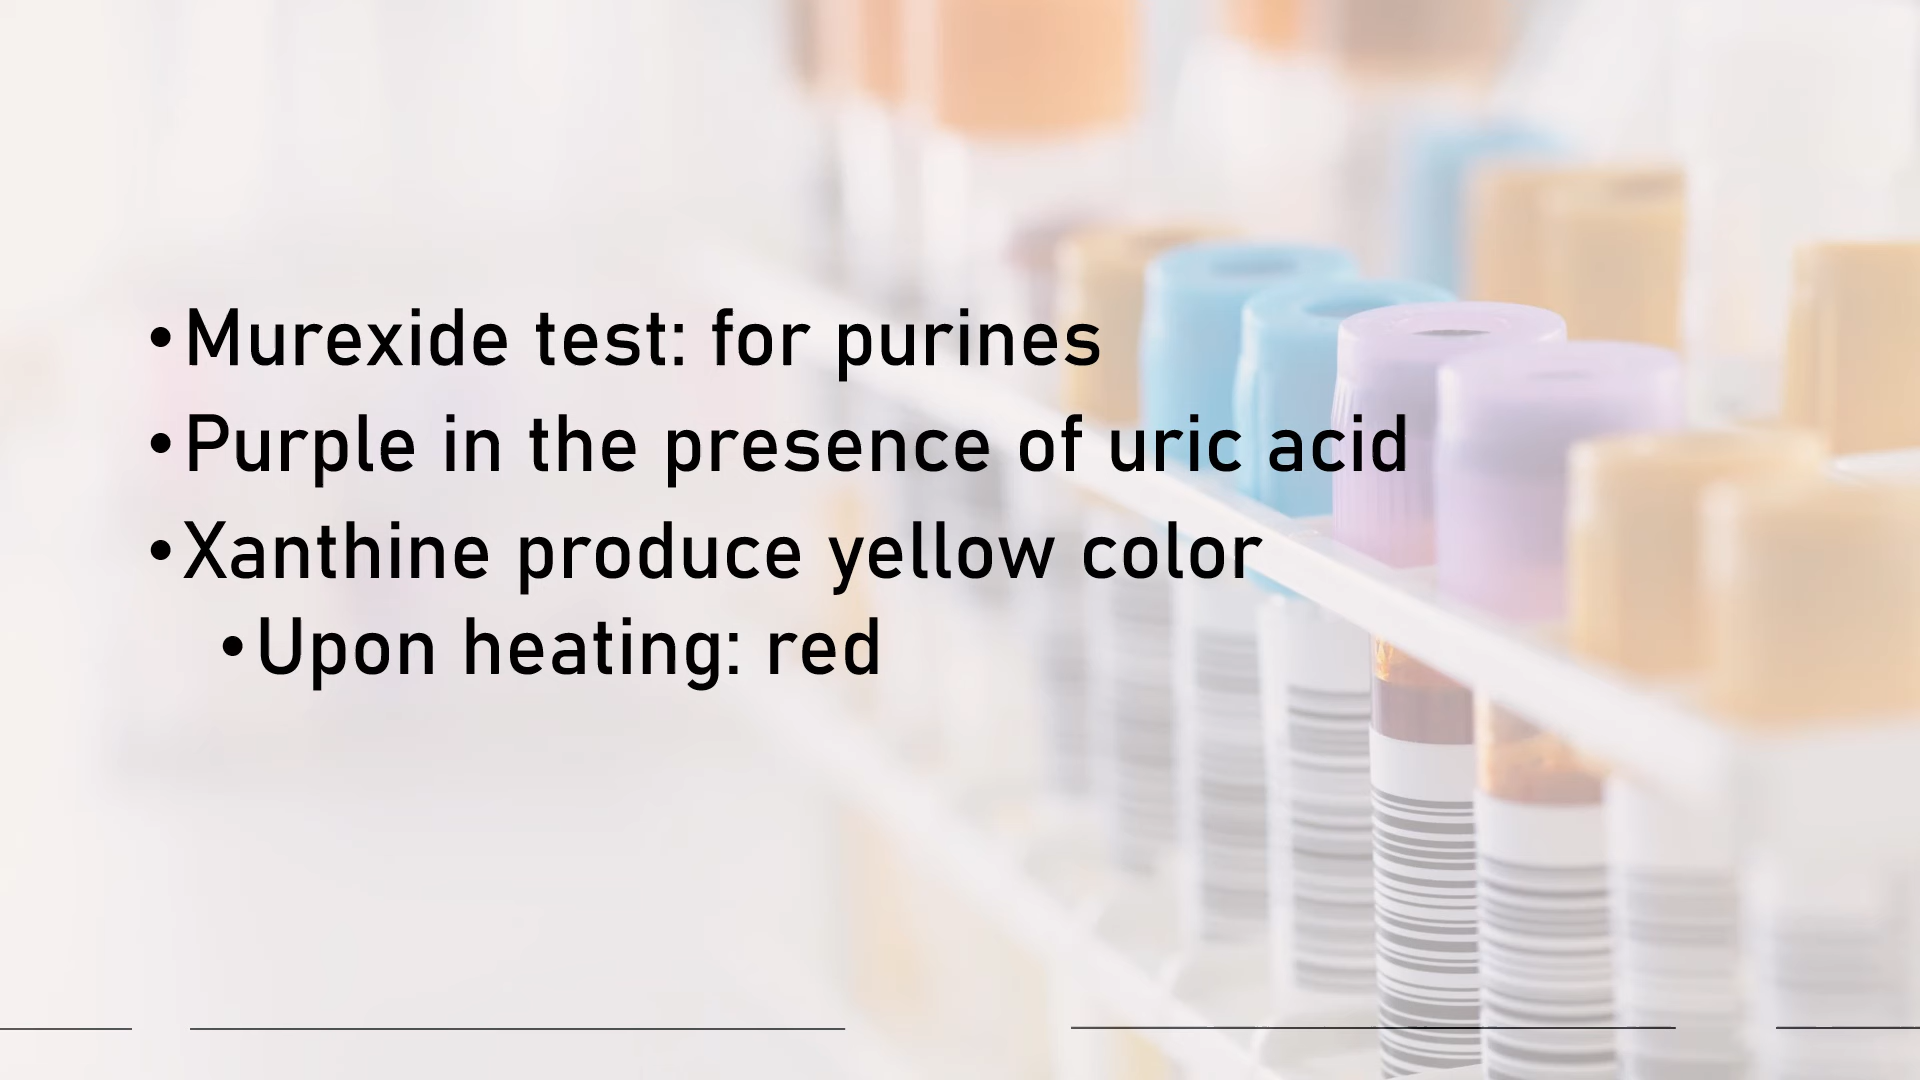 • Murexide test: for purines
• Purple in the presence of uric acid
• Xanthine produce yellow color
• Upon heating: red